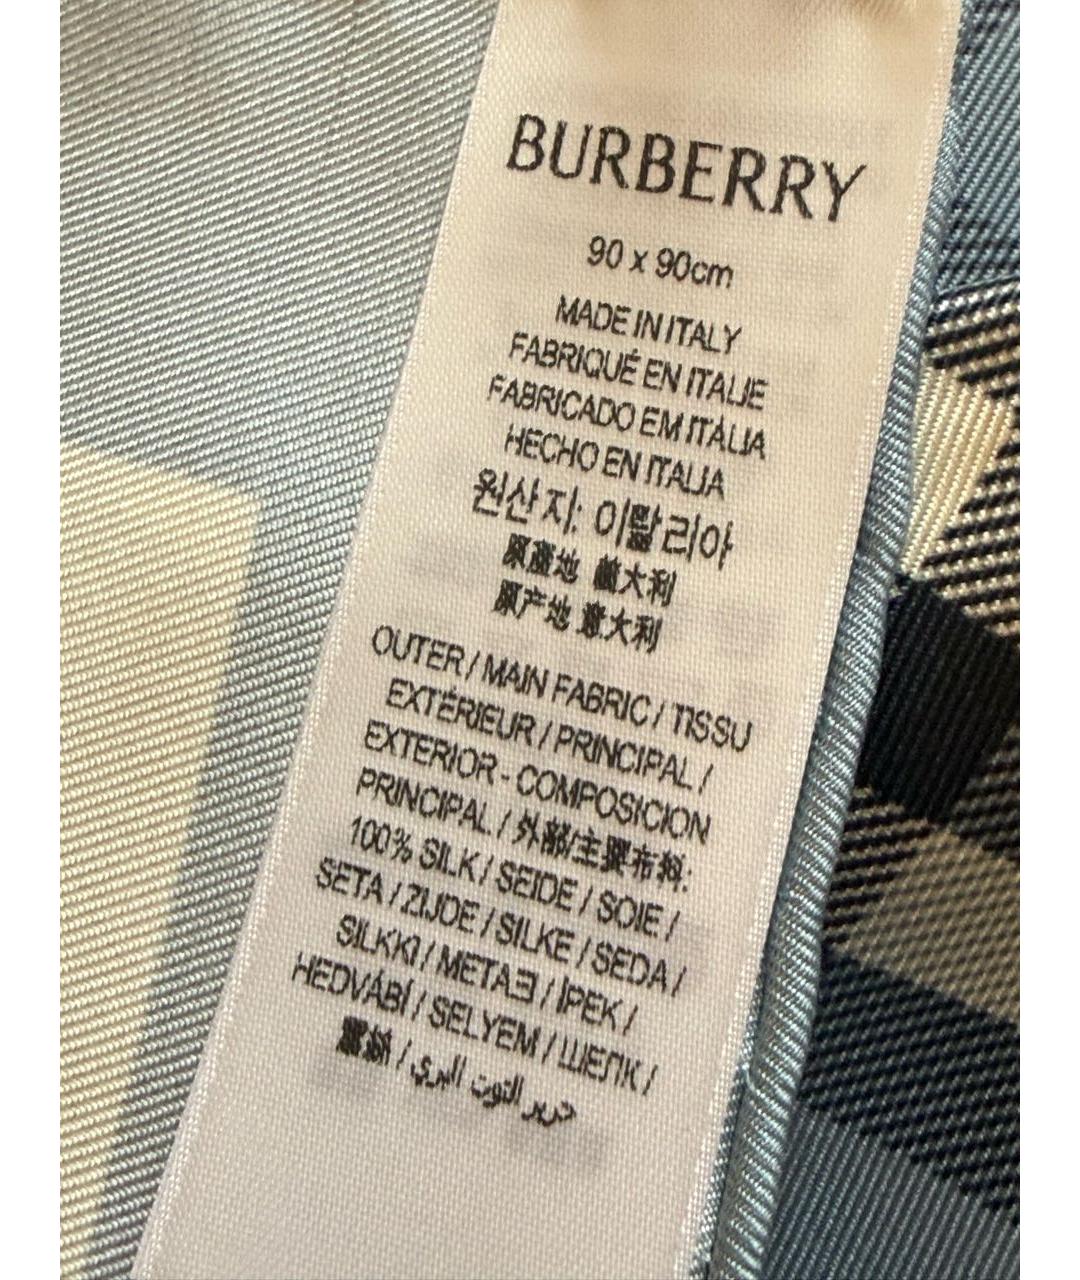 BURBERRY
90 x 90cm
MADE IN ITALY
FABRIQUÉ EN ITALIE
FABRICADO EM ITÁLIA
HECHO EN ITALIA
원산지: 이탈리아
原產地 義大利
原产地 意大利
OUTER / MAIN FABRIC / TISSU
EXTÉRIEUR / PRINCIPAL /
EXTERIOR - COMPOSICION
PRINCIPAL / 外部/主要布料:
100% SILK / SEIDE / SOIE /
SETA / ZIJDE / SILKE / SEDA /
SILKKI / ΜΕΤΑΞΙ / İPEK /
HEDVÁBÍ / SELYEM / ШЕЛК /
/ حرير التوت البري